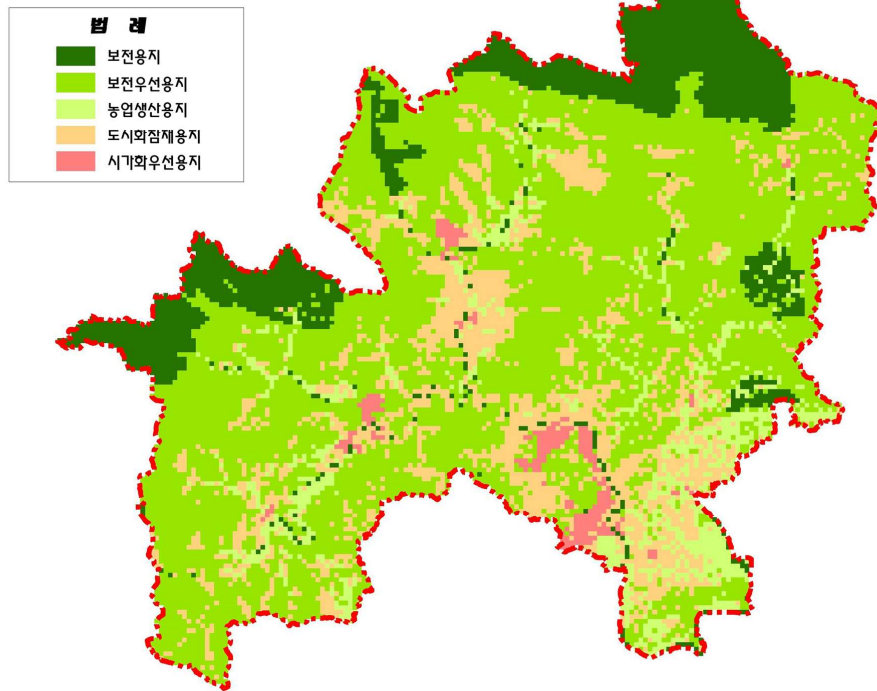 범 례
보전용지
보전우선용지
농업생산용지
도시화잠재용지
시가화우선용지